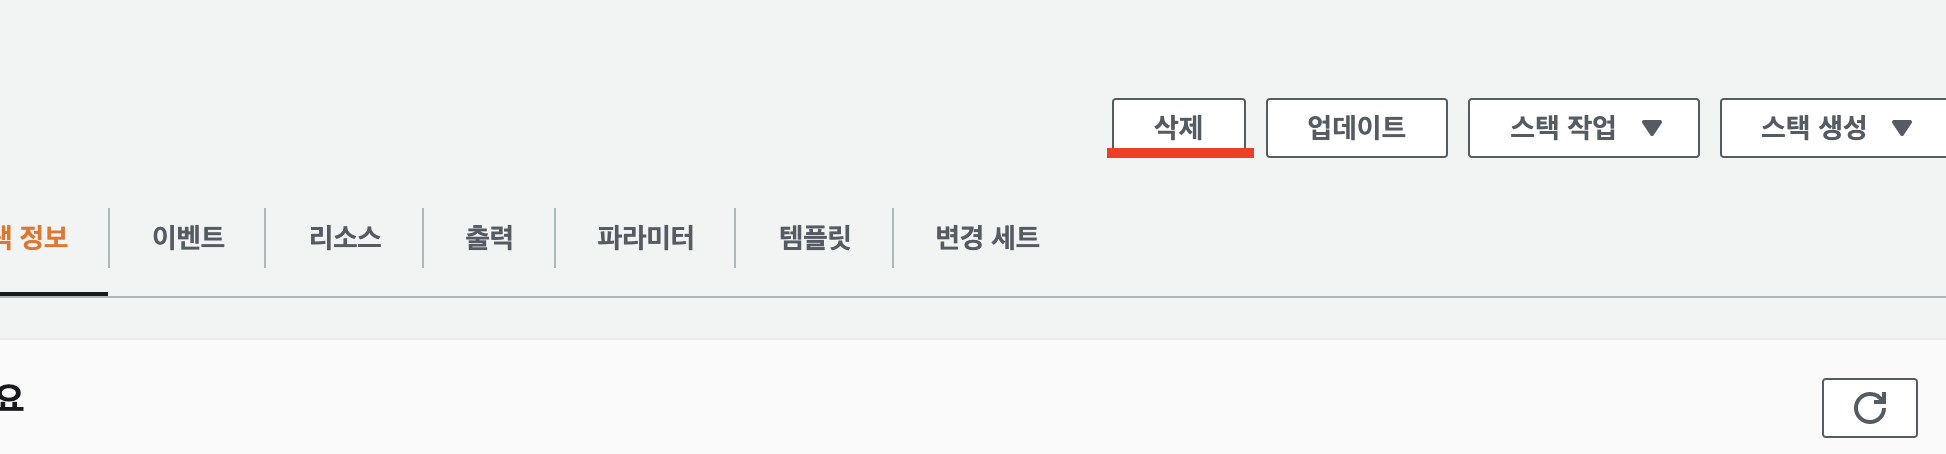 삭제 업데이트 스택 작업 스택 생성
정보 이벤트 리소스 출력 파라미터 템플릿 변경 세트
요